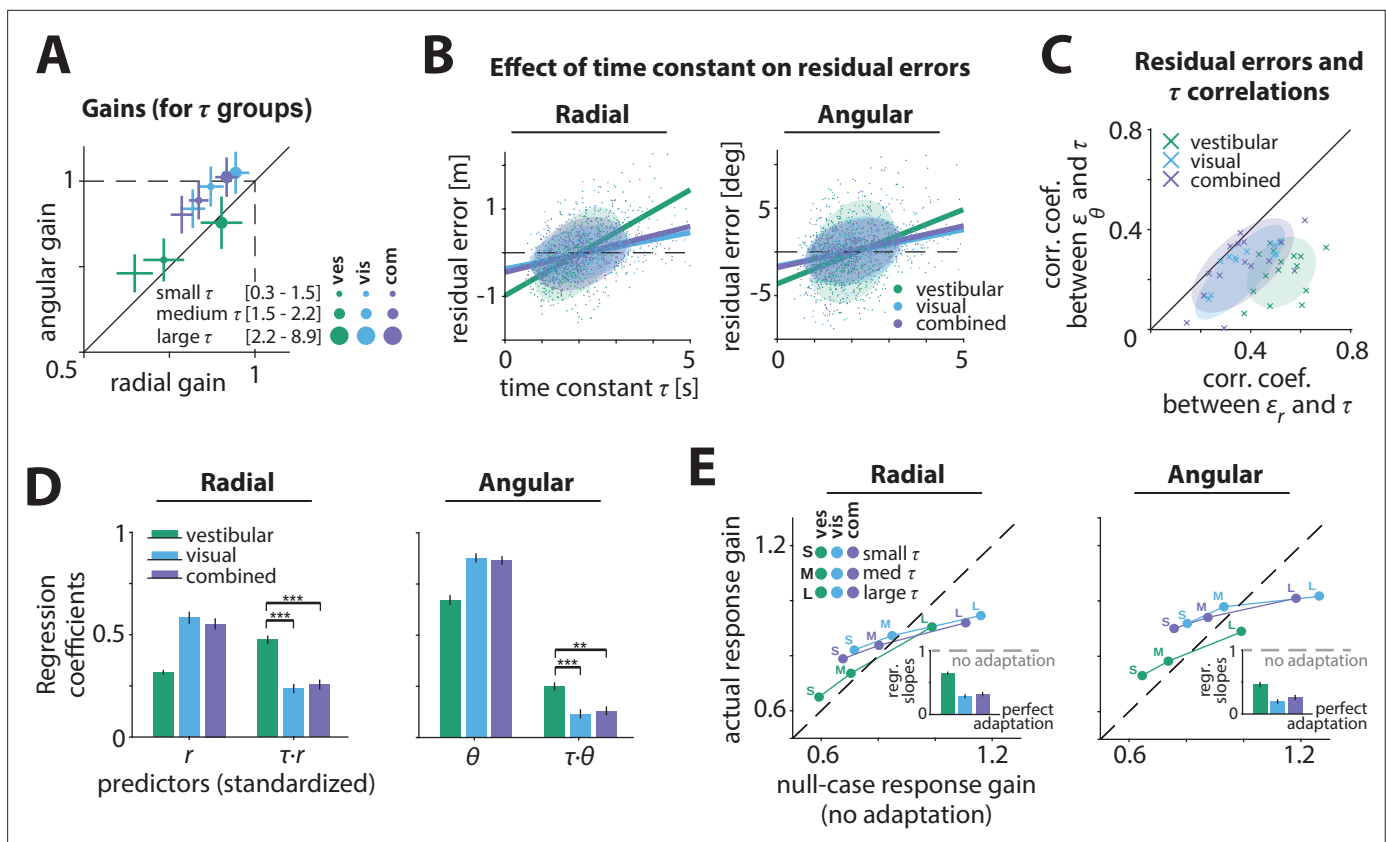 A
Gains (for τ groups)
angular gain
1
0.5
radial gain
1
ves
vis
com
small τ [0.3 - 1.5]
medium τ [1.5 - 2.2]
large τ [2.2 - 8.9]
B
Effect of time constant on residual errors
Radial
residual error [m]
1
-1
0
5
time constant τ [s]
Angular
residual error [deg]
5
-5
0
5
vestibular
visual
combined
C
Residual errors and
τ correlations
corr. coef.
between εθ and τ
0.8
0.4
0
0.4
0.8
vestibular
visual
combined
corr. coef.
between εr and τ
D
Radial
Regression
coefficients
1
0.5
0
vestibular
visual
combined
***
***
r
τ·r
predictors (standardized)
Angular
**
***
θ
τ·θ
E
Radial
actual response gain
1.2
0.6
ves
vis
com
S small τ
M med τ
L large τ
S
S
S
M
M
M
L
L
L
regr.
slopes
1
0
no adaptation
perfect
adaptation
0.6
1.2
null-case response gain
(no adaptation)
Angular
S
S
S
M
M
M
L
L
L
regr.
slopes
1
0
no adaptation
perfect
adaptation
0.6
1.2